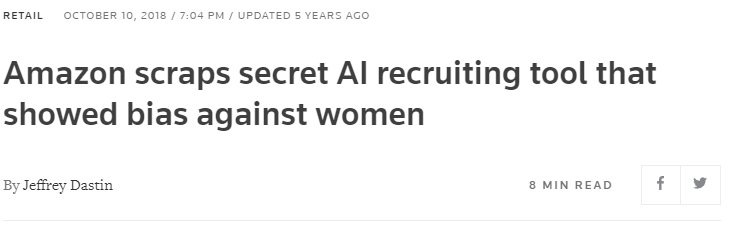 RETAIL OCTOBER 10, 2018 / 7:04 PM / UPDATED 5 YEARS AGO
Amazon scraps secret AI recruiting tool that
showed bias against women
By Jeffrey Dastin 8 MIN READ